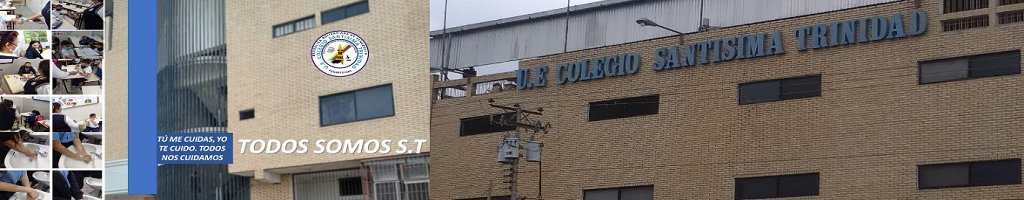 TÚ ME CUIDAS, YO
TE CUIDO. TODOS
NOS CUIDAMOS
TODOS SOMOS S.T
U.E COLEGIO SANTISIMA TRINIDAD